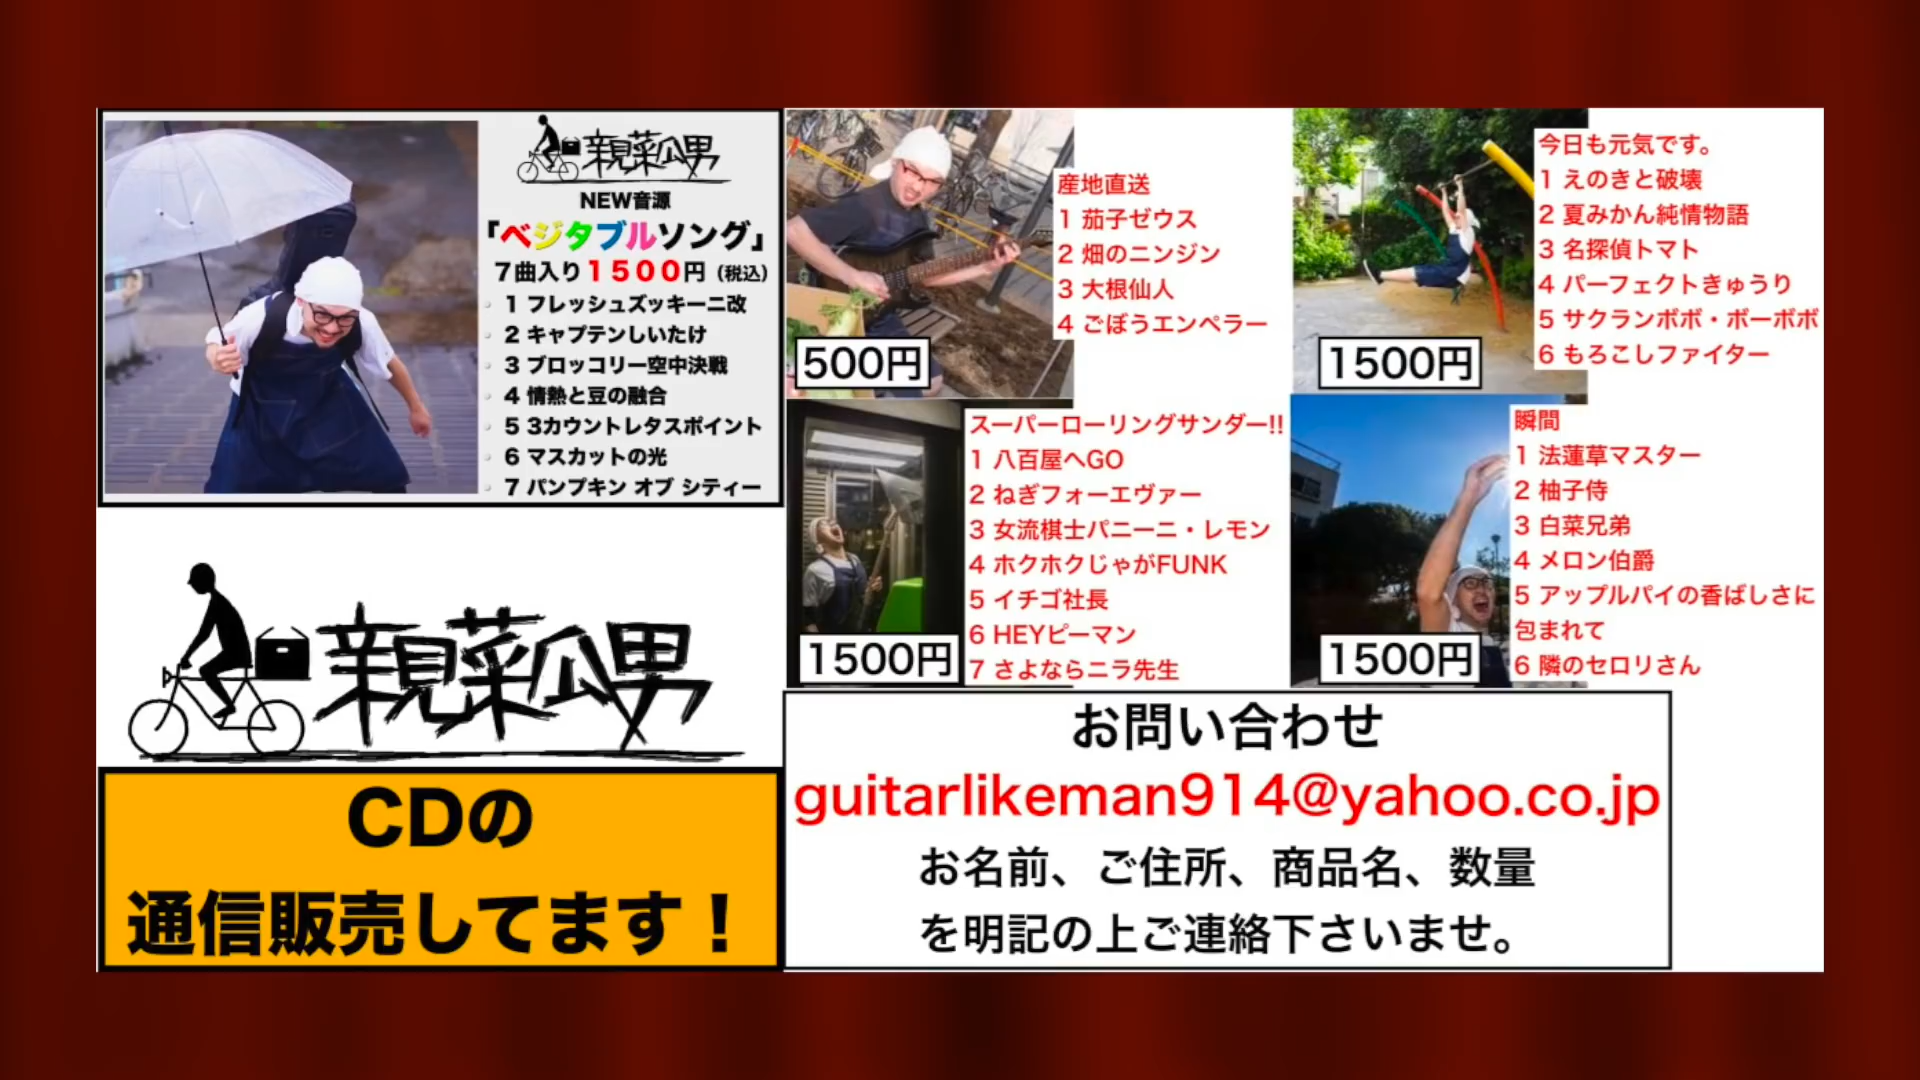 親菜公男
NEW音源
「ベジタブルソング」
7曲入り1500円（税込）
1 フレッシュズッキーニ改
2 キャプテンしいたけ
3 ブロッコリー空中決戦
4 情熱と豆の融合
5 3カウントレタスポイント
6 マスカットの光
7 パンプキン オブ シティー
親菜公男
CDの
通信販売してます！
産地直送
1 茄子ゼウス
2 畑のニンジン
3 大根仙人
4 ごぼうエンペラー
500円
今日も元気です。
1 えのきと破壊
2 夏みかん純情物語
3 名探偵トマト
4 パーフェクトきゅうり
5 サクランボボ・ボーボボ
6 もろこしファイター
1500円
スーパーローリングサンダー!!
1 八百屋へGO
2 ねぎフォーエヴァー
3 女流棋士パニーニ・レモン
4 ホクホクじゃがFUNK
5 イチゴ社長
6 HEYピーマン
7 さよならニラ先生
1500円
瞬間
1 法蓮草マスター
2 柚子侍
3 白菜兄弟
4 メロン伯爵
5 アップルパイの香ばしさに
包まれて
6 隣のセロリさん
1500円
お問い合わせ
guitarlikeman914@yahoo.co.jp
お名前、ご住所、商品名、数量
を明記の上ご連絡下さいませ。